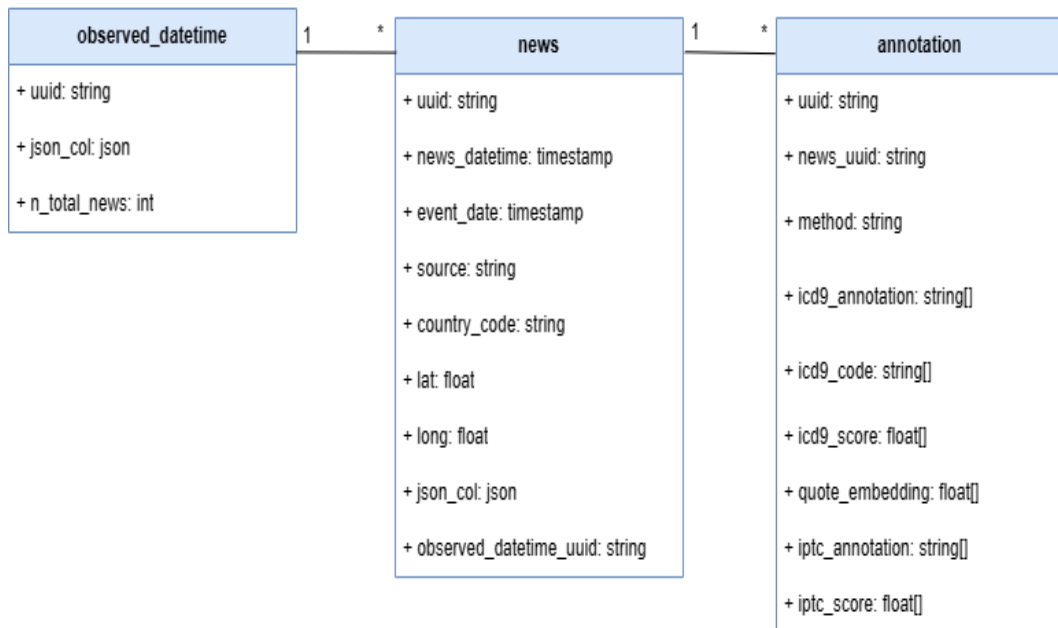 observed_datetime
+ uuid: string
+ json_col: json
+ n_total_news: int
1
*
news
+ uuid: string
+ news_datetime: timestamp
+ event_date: timestamp
+ source: string
+ country_code: string
+ lat: float
+ long: float
+ json_col: json
+ observed_datetime_uuid: string
1
*
annotation
+ uuid: string
+ news_uuid: string
+ method: string
+ icd9_annotation: string[]
+ icd9_code: string[]
+ icd9_score: float[]
+ quote_embedding: float[]
+ iptc_annotation: string[]
+ iptc_score: float[]